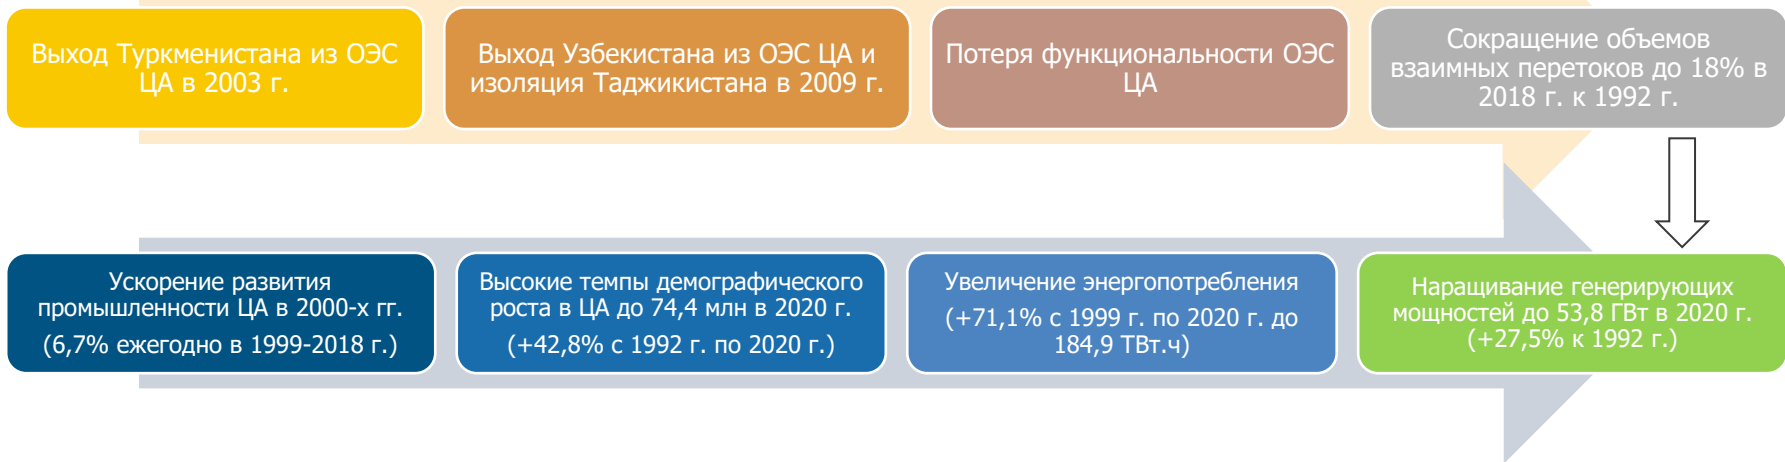 Выход Туркменистана из ОЭС
ЦА в 2003 г.
Выход Узбекистана из ОЭС ЦА и
изоляция Таджикистана в 2009 г.
Потеря функциональности ОЭС
ЦА
Сокращение объемов
взаимных перетоков до 18% в
2018 г. к 1992 г.
Ускорение развития
промышленности ЦА в 2000-х гг.
(6,7% ежегодно в 1999-2018 г.)
Высокие темпы демографического
роста в ЦА до 74,4 млн в 2020 г.
(+42,8% с 1992 г. по 2020 г.)
Увеличение энергопотребления
(+71,1% с 1999 г. по 2020 г. до
184,9 ТВт.ч)
Наращивание генерирующих
мощностей до 53,8 ГВт в 2020 г.
(+27,5% к 1992 г.)